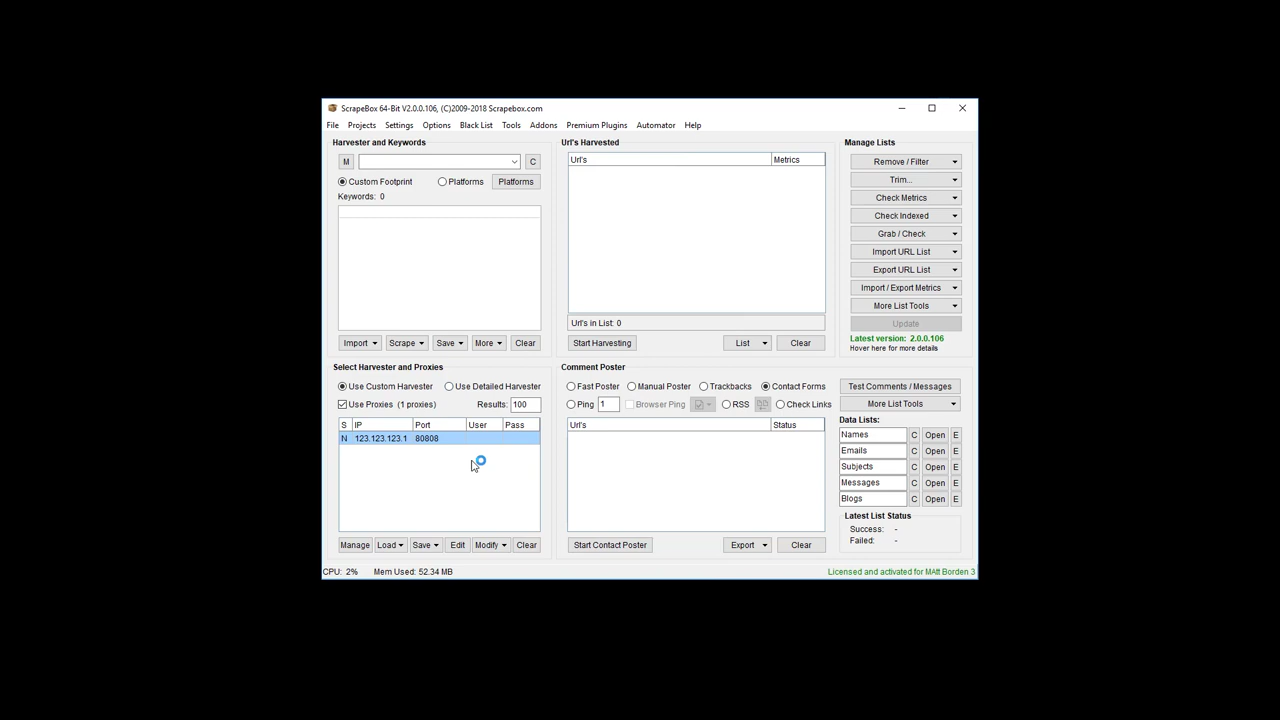 ScrapeBox 64-Bit V2.0.0.106, (C)2009-2018 Scrapebox.com
File Projects Settings Options Black List Tools Addons Premium Plugins Automator Help
Harvester and Keywords
M C
Custom Footprint Platforms Platforms
Keywords: 0
Import Scrape Save More Clear
Url's Harvested
Url's Metrics
Url's in List: 0
Start Harvesting List Clear
Manage Lists
Remove / Filter
Trim...
Check Metrics
Check Indexed
Grab / Check
Import URL List
Export URL List
Import / Export Metrics
More List Tools
Update
Latest version: 2.0.0.106
Hover here for more details
Select Harvester and Proxies
Use Custom Harvester Use Detailed Harvester
Use Proxies (1 proxies) Results: 100
S IP Port User Pass
N 123.123.123.1 80808
Manage Load Save Edit Modify Clear
Comment Poster
Fast Poster Manual Poster Trackbacks Contact Forms
Ping 1 Browser Ping RSS Check Links
Url's Status
Start Contact Poster Export Clear
Test Comments / Messages
More List Tools
Data Lists:
Names C Open E
Emails C Open E
Subjects C Open E
Messages C Open E
Blogs C Open E
Latest List Status
Success: -
Failed: -
CPU: 2% Mem Used: 52.34 MB
Licensed and activated for MAtt Borden 3